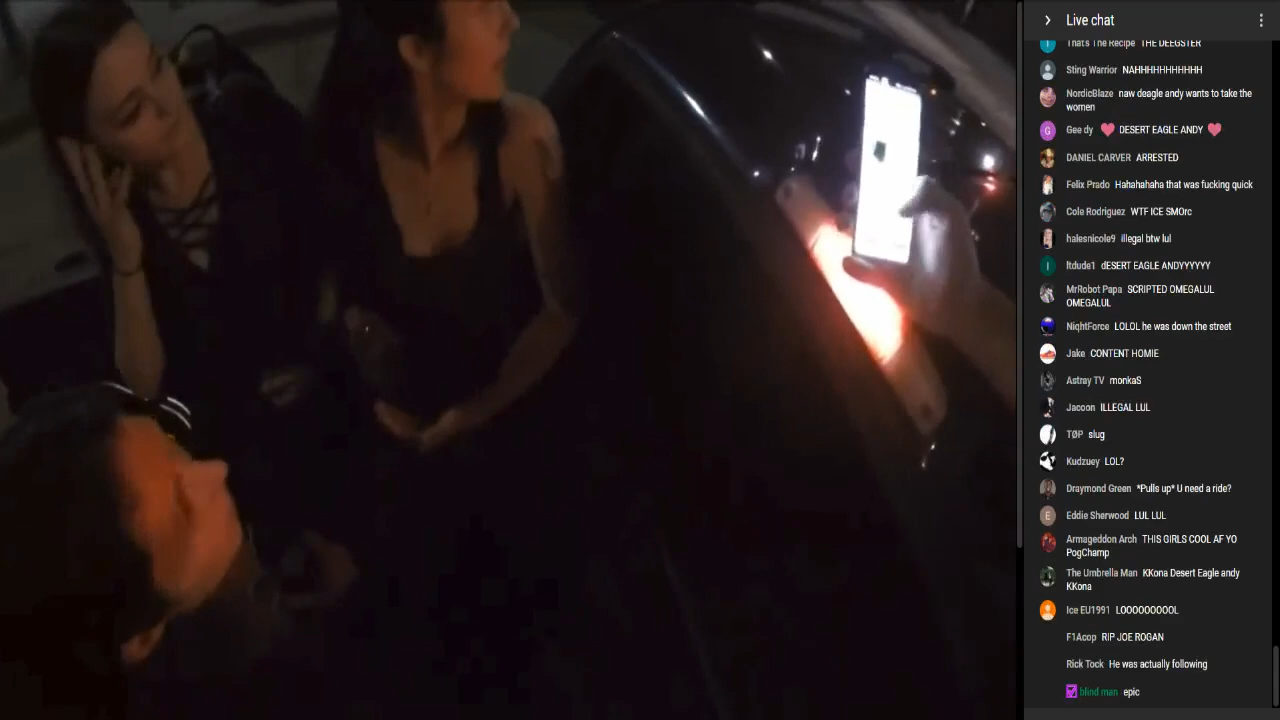 Live chat
That's The Recipe THE DEEGSTER
Sting Warrior NAHHHHHHHHHHH
NordicBlaze naw deagle andy wants to take the
women
G Gee dy DESERT EAGLE ANDY
DANIEL CARVER ARRESTED
Felix Prado Hahahahaha that was fucking quick
Cole Rodriguez WTF ICE SMOrc
halesnicole9 illegal btw lul
I ltdude1 dESERT EAGLE ANDYYYYYY
MrRobot Papa SCRIPTED OMEGALUL
OMEGALUL
NightForce LOLOL he was down the street
Jake CONTENT HOMIE
Astray TV monkaS
Jacoon ILLEGAL LUL
TØP slug
Kudzuey LOL?
Draymond Green *Pulls up* U need a ride?
E Eddie Sherwood LUL LUL
Armageddon Arch THIS GIRLS COOL AF YO
PogChamp
The Umbrella Man KKona Desert Eagle andy
KKona
Ice EU1991 LOOOOOOOOOL
F1Acop RIP JOE ROGAN
Rick Tock He was actually following
blind man epic